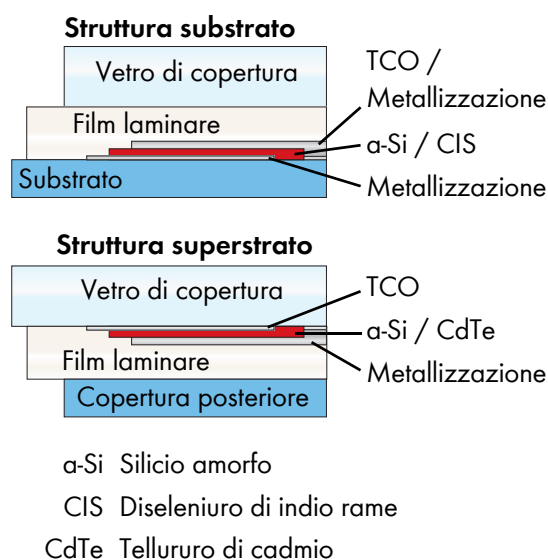 Struttura substrato
Vetro di copertura
TCO /
Metallizzazione
Film laminare
a-Si / CIS
Substrato
Metallizzazione
Struttura superstrato
Vetro di copertura
TCO
a-Si / CdTe
Film laminare
Metallizzazione
Copertura posteriore
a-Si Silicio amorfo
CIS Diseleniuro di indio rame
CdTe Tellururo di cadmio